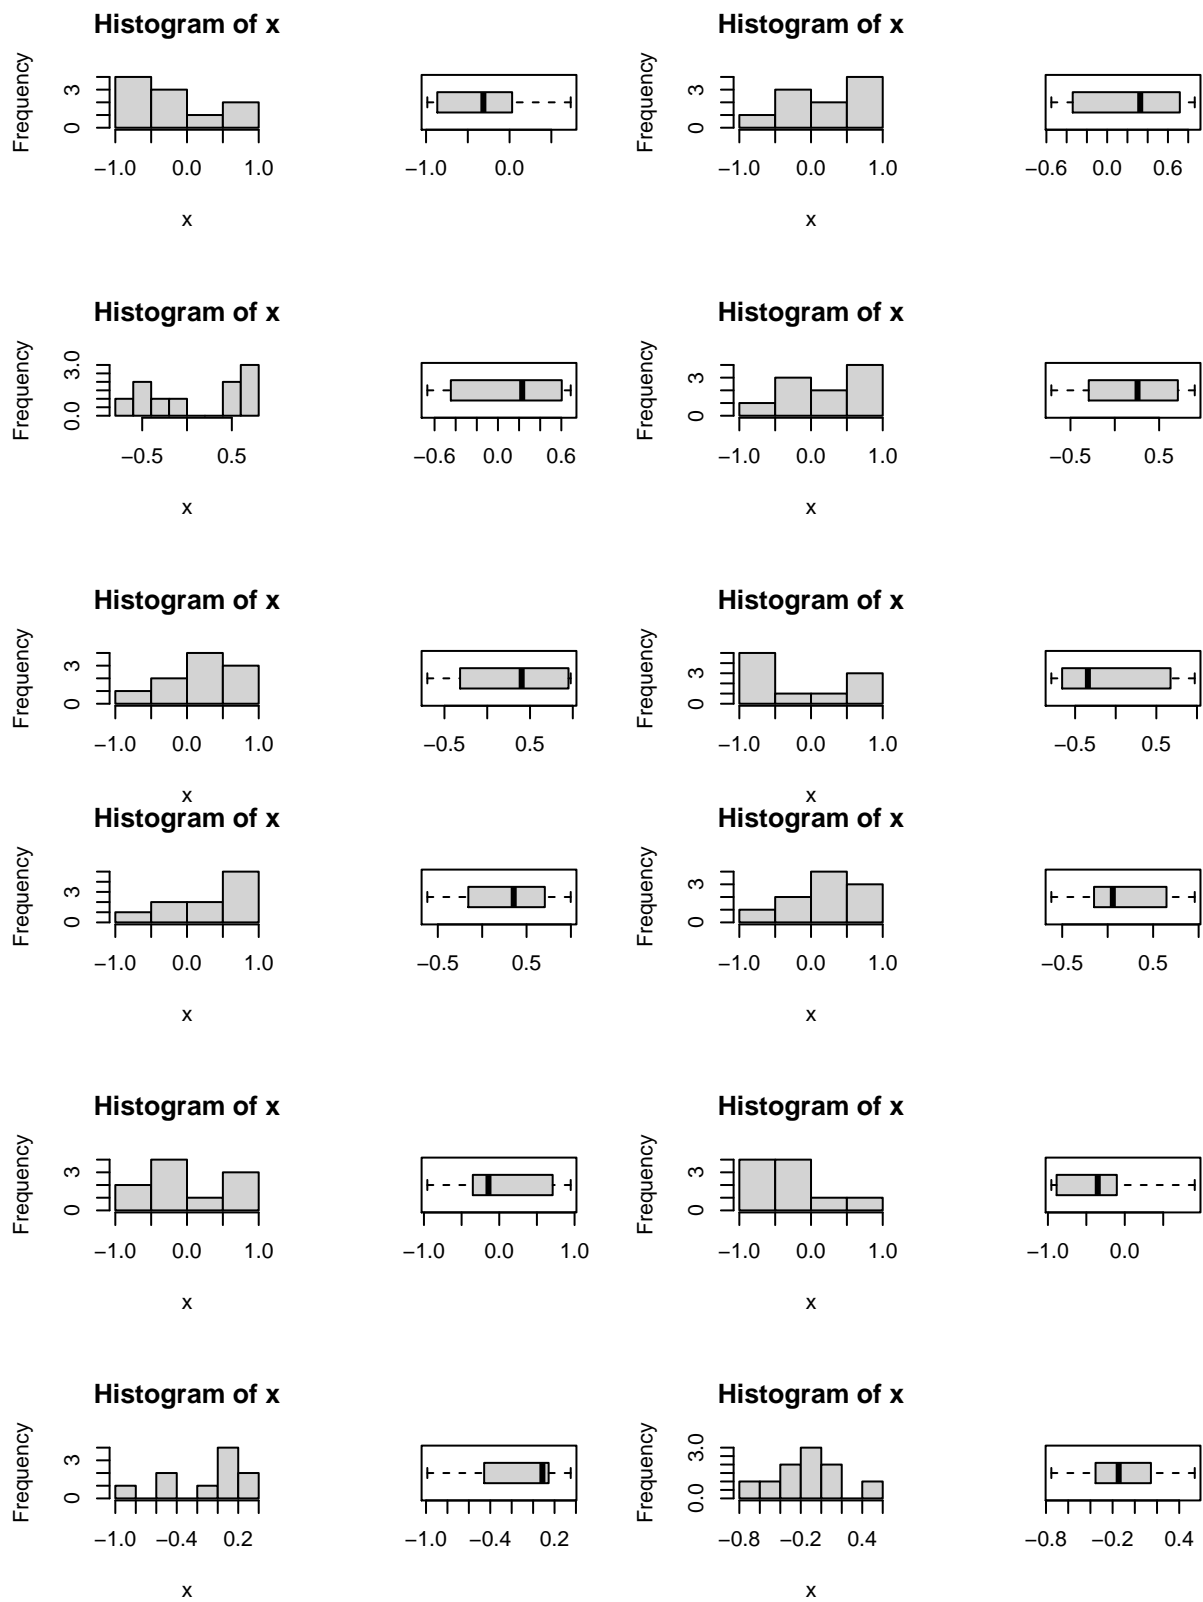 Histogram of x Histogram of x
Frequency 0 3 Frequency 0 3
−1.0 0.0 1.0 −1.0 0.0 −1.0 0.0 1.0 −0.6 0.0 0.6
x x
Histogram of x Histogram of x
Frequency 0.0 3.0 Frequency 0 3
−0.5 0.5 −0.6 0.0 0.6 −1.0 0.0 1.0 −0.5 0.5
x x
Histogram of x Histogram of x
Frequency 0 3 Frequency 0 3
−1.0 0.0 1.0 −0.5 0.5 −1.0 0.0 1.0 −0.5 0.5
x x
Histogram of x Histogram of x
Frequency 0 3 Frequency 0 3
−1.0 0.0 1.0 −0.5 0.5 −1.0 0.0 1.0 −0.5 0.5
x x
Histogram of x Histogram of x
Frequency 0 3 Frequency 0 3
−1.0 0.0 1.0 −1.0 0.0 1.0 −1.0 0.0 1.0 −1.0 0.0
x x
Histogram of x Histogram of x
Frequency 0 3 Frequency 0.0 3.0
−1.0 −0.4 0.2 −1.0 −0.4 0.2 −0.8 −0.2 0.4 −0.8 −0.2 0.4
x x